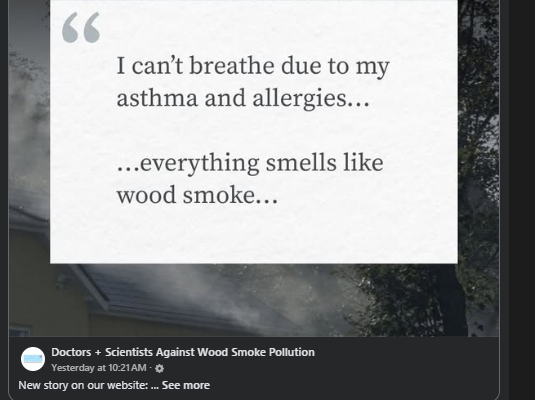 “
I can’t breathe due to my
asthma and allergies...
...everything smells like
wood smoke...
Doctors + Scientists Against Wood Smoke Pollution
Yesterday at 10:21 AM ·
New story on our website: ... See more